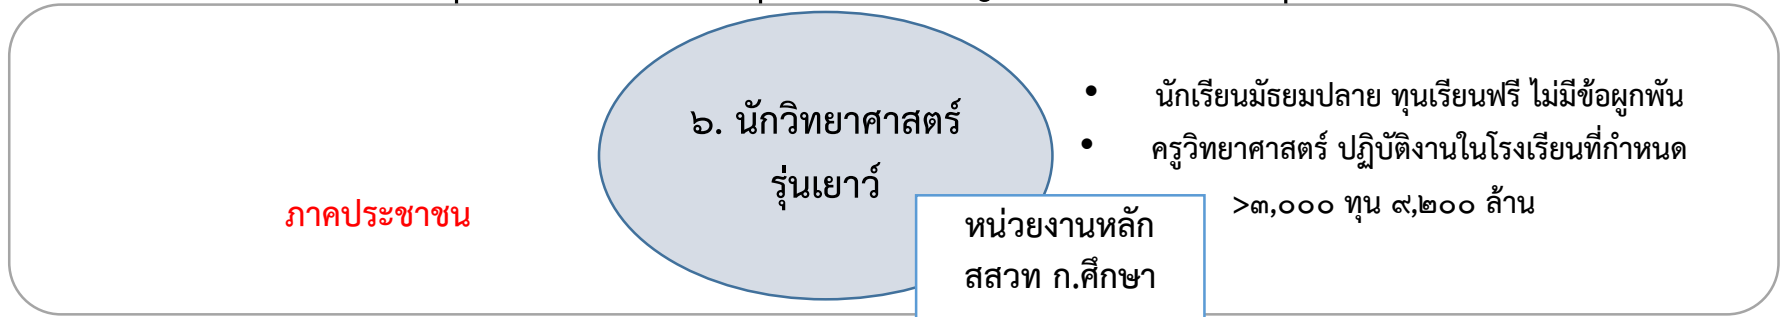 ๖. นักวิทยาศาสตร์
รุ่นเยาว์
• นักเรียนมัธยมปลาย ทุนเรียนฟรี ไม่มีข้อผูกพัน
• ครูวิทยาศาสตร์ ปฏิบัติงานในโรงเรียนที่กำหนด
>๓,๐๐๐ ทุน ๙,๒๐๐ ล้าน
ภาคประชาชน
หน่วยงานหลัก
สสวท ก.ศึกษา